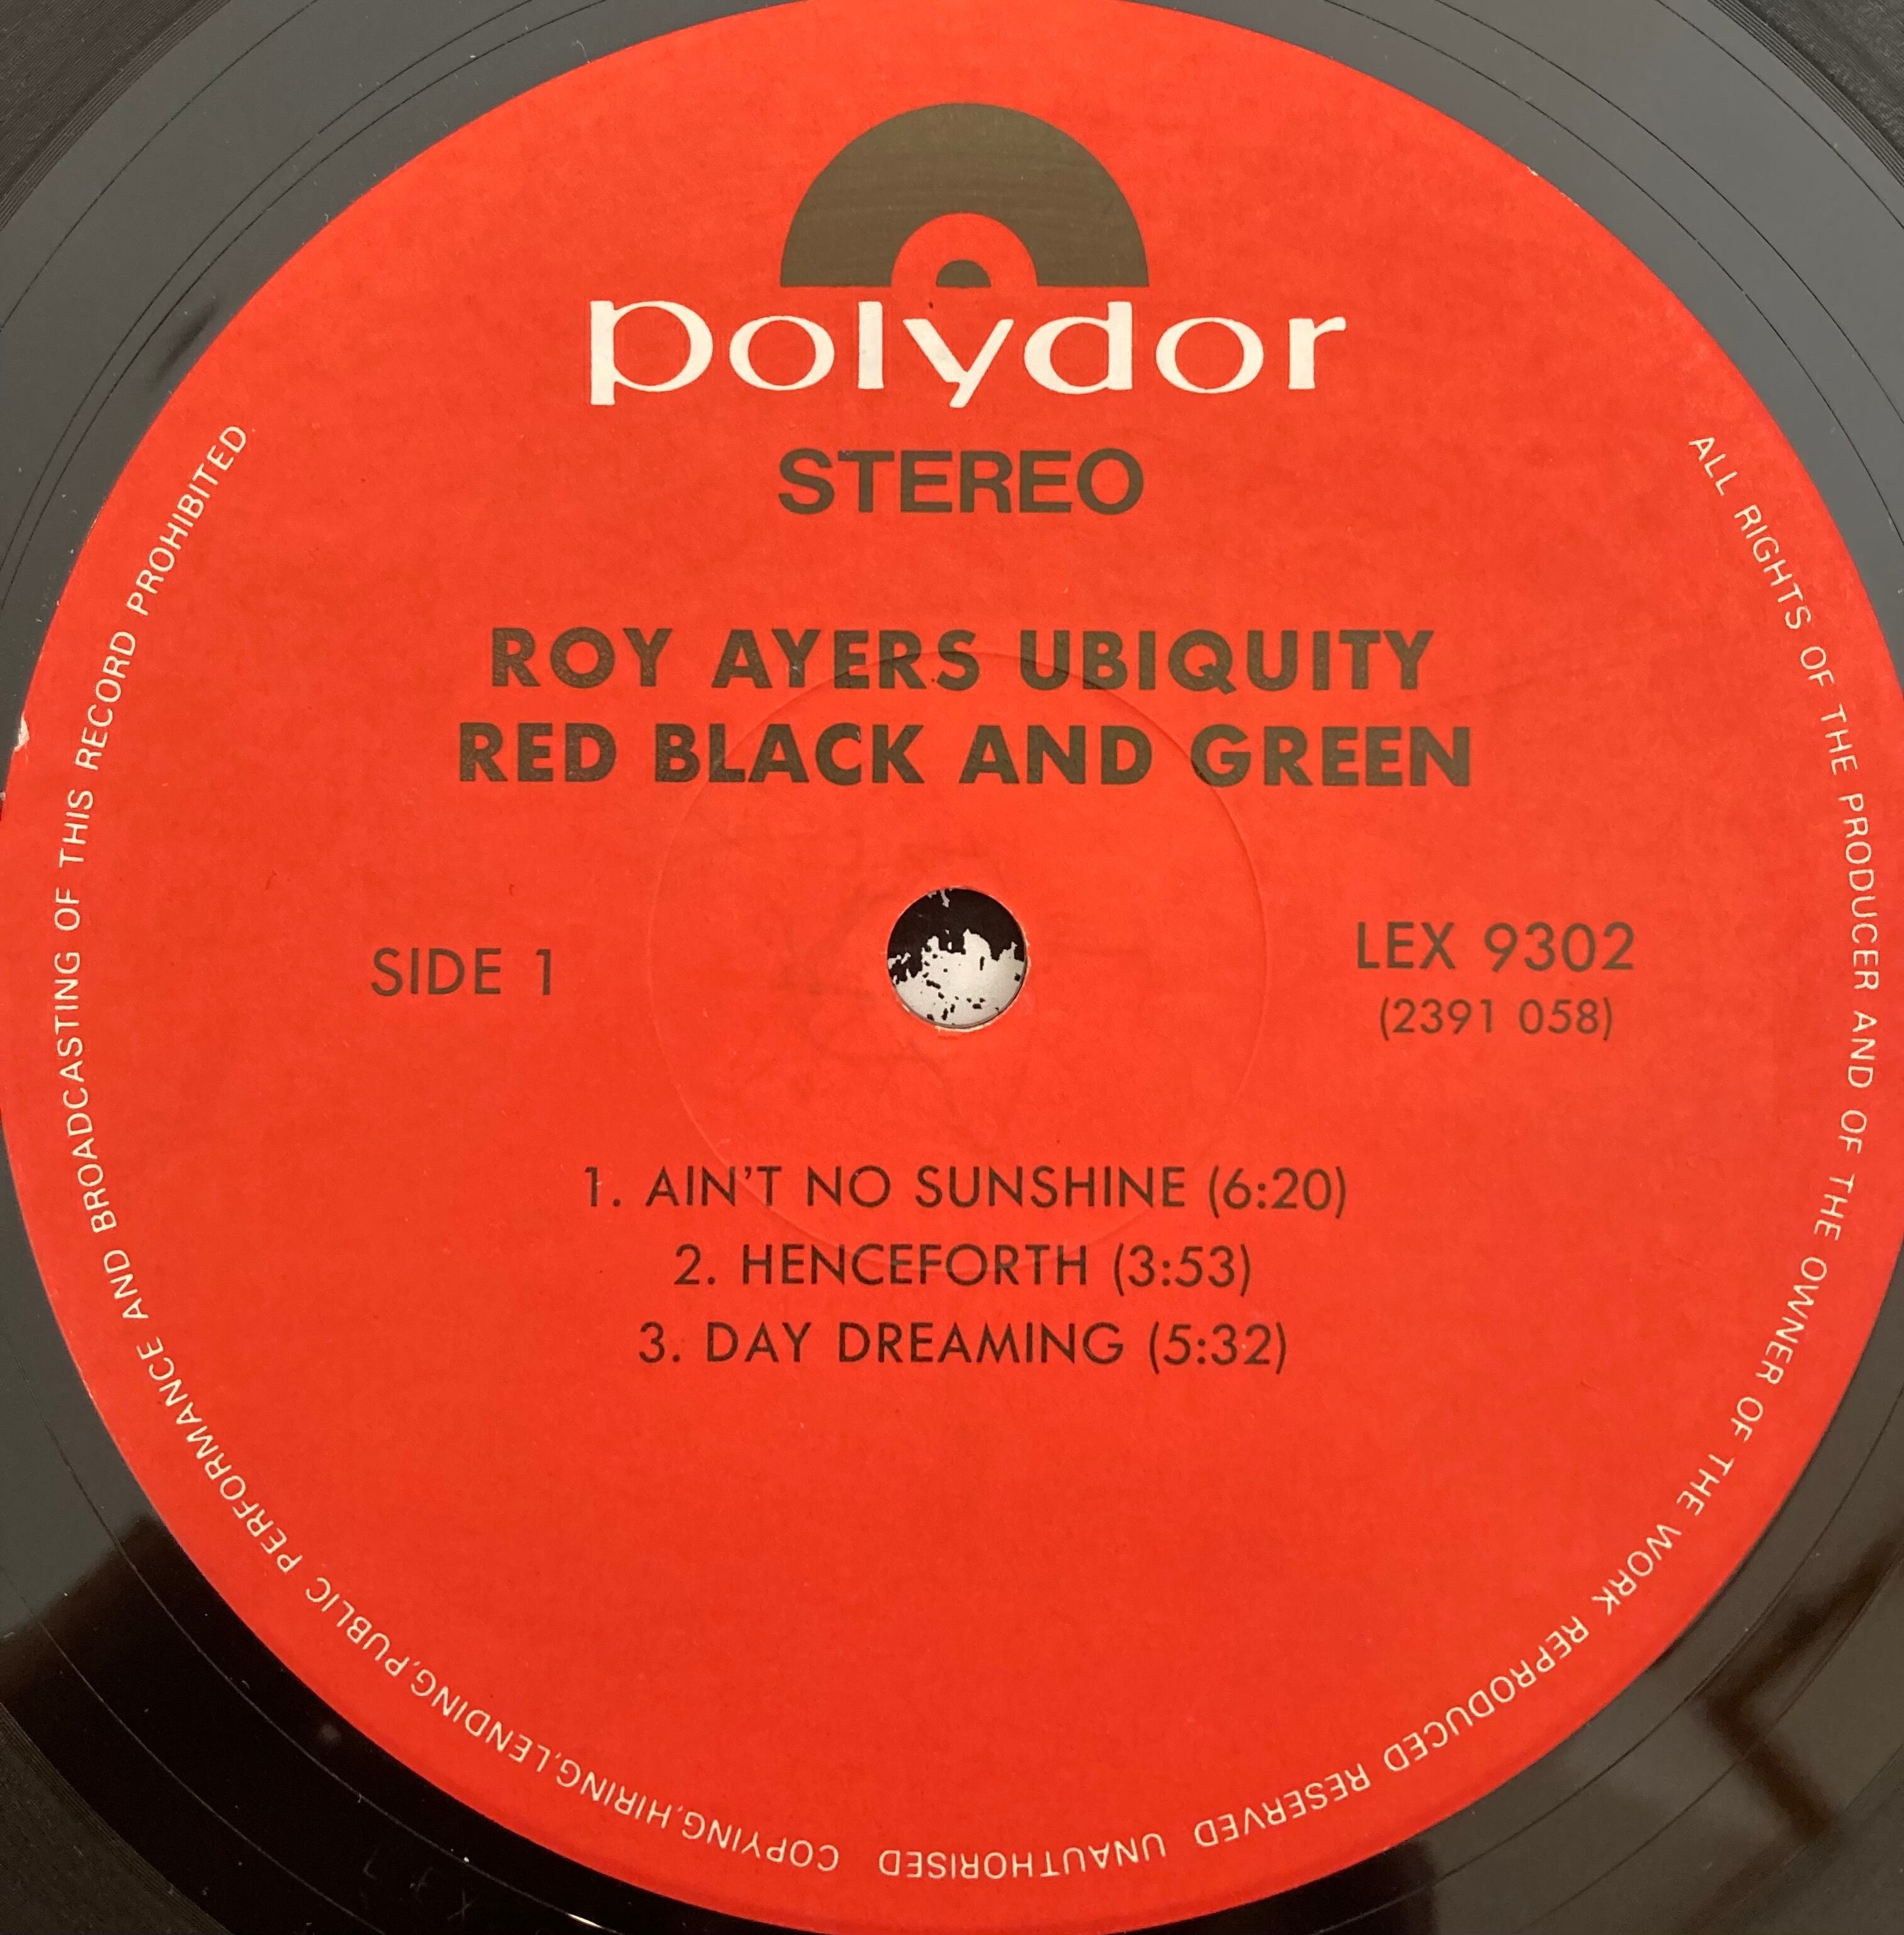 polydor
STEREO
ROY AYERS UBIQUITY
RED BLACK AND GREEN
SIDE 1
LEX 9302
(2391 058)
1. AIN'T NO SUNSHINE (6:20)
2. HENCEFORTH (3:53)
3. DAY DREAMING (5:32)
ALL RIGHTS OF THE PRODUCER AND OF THE OWNER OF THE WORK REPRODUCED RESERVED UNAUTHORISED COPYING,HIRING,LENDING,PUBLIC PERFORMANCE AND BROADCASTING OF THIS RECORD PROHIBITED